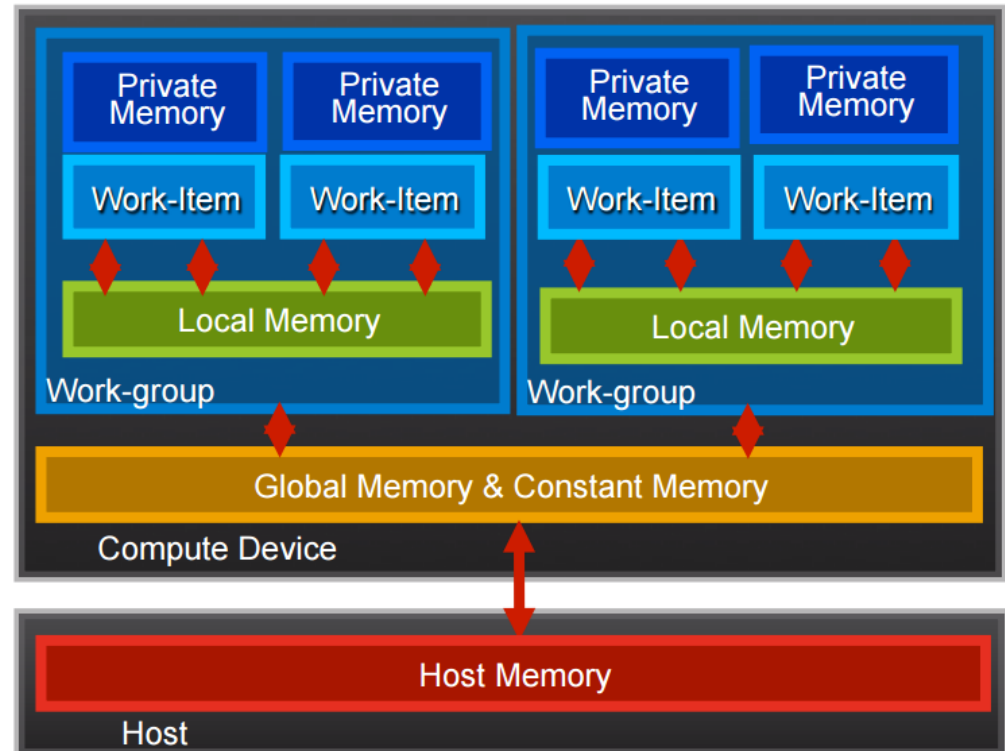 Private
Memory
Private
Memory
Work-Item
Work-Item
Local Memory
Work-group
Private
Memory
Private
Memory
Work-Item
Work-Item
Local Memory
Work-group
Global Memory & Constant Memory
Compute Device
Host Memory
Host